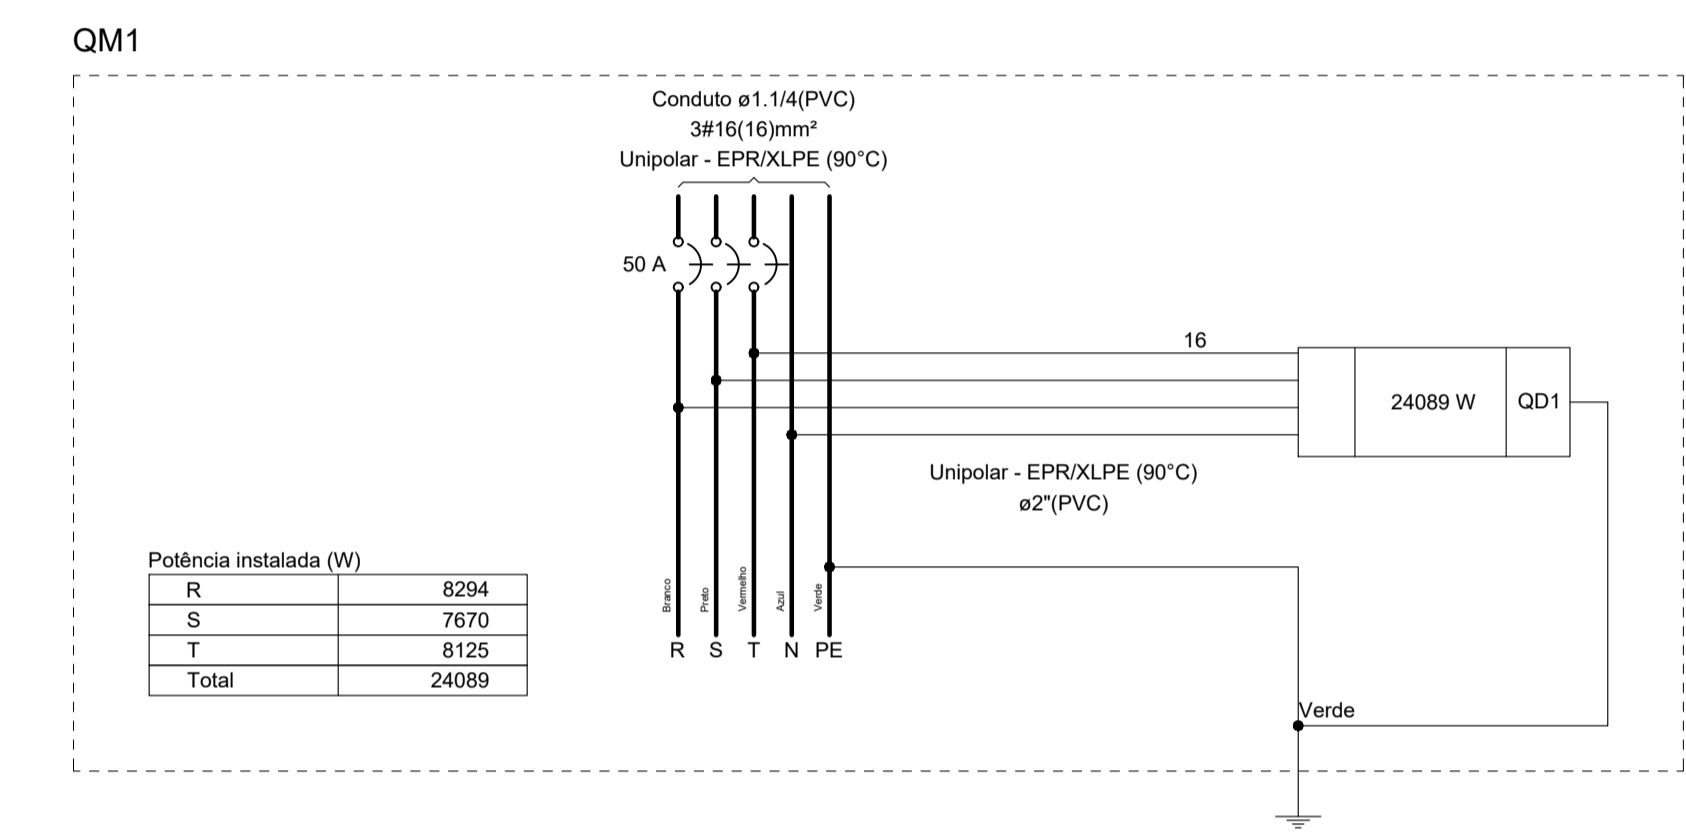 QM1
Conduto ø1.1/4(PVC)
3#16(16)mm²
Unipolar - EPR/XLPE (90°C)
50 A
16
24089 W QD1
Unipolar - EPR/XLPE (90°C)
ø2"(PVC)
Potência instalada (W)
R 8294
S 7670
T 8125
Total 24089
Branco Preto Vermelho Azul Verde
R S T N PE
Verde